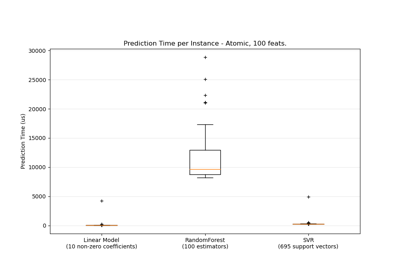 Prediction Time per Instance - Atomic, 100 feats.
30000
25000
20000
15000
10000
5000
0
Prediction Time (us)
Linear Model
(10 non-zero coefficients)
RandomForest
(100 estimators)
SVR
(695 support vectors)